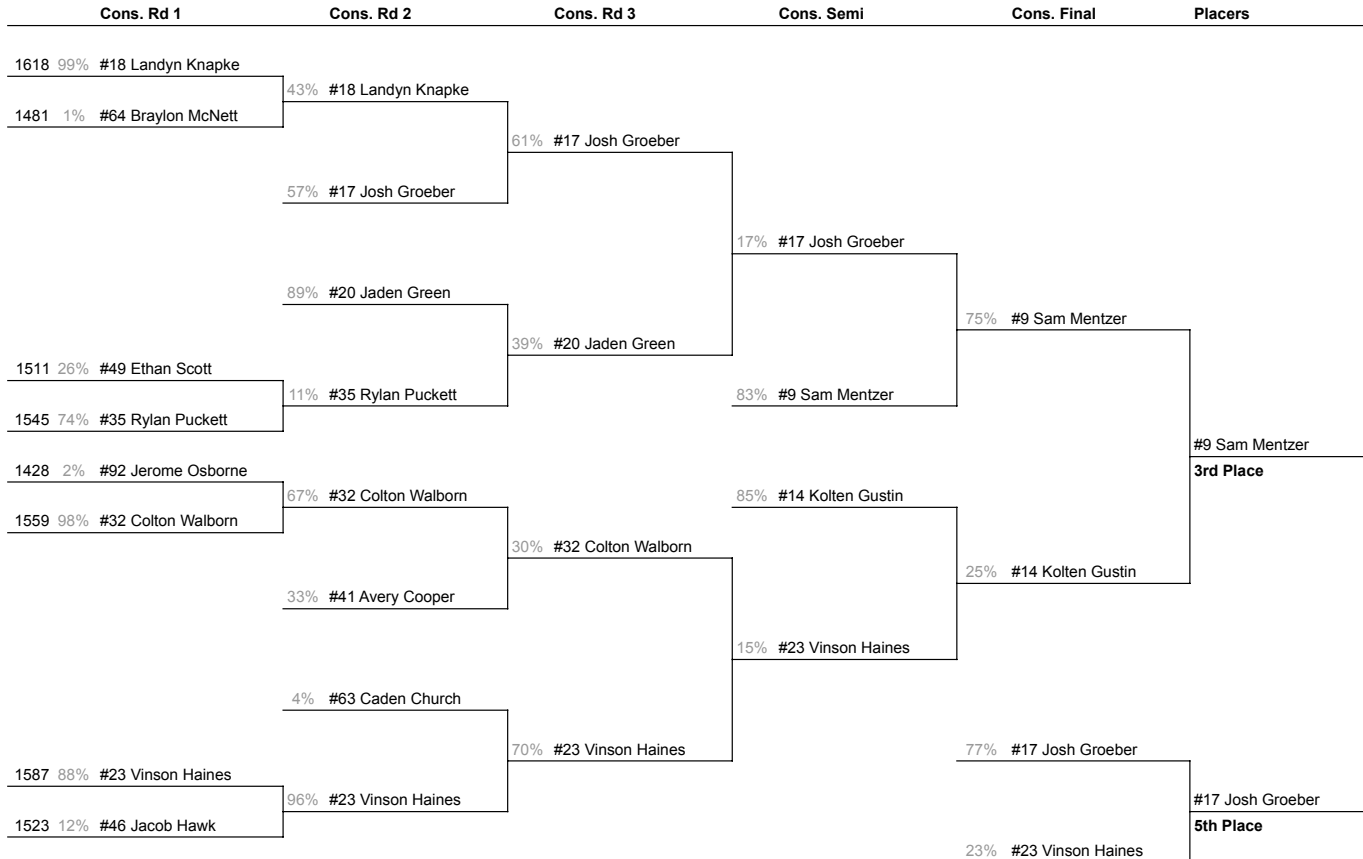 Cons. Rd 1 Cons. Rd 2 Cons. Rd 3 Cons. Semi Cons. Final Placers
1618 99% #18 Landyn Knapke
43% #18 Landyn Knapke
1481 1% #64 Braylon McNett
61% #17 Josh Groeber
57% #17 Josh Groeber
17% #17 Josh Groeber
89% #20 Jaden Green
75% #9 Sam Mentzer
39% #20 Jaden Green
1511 26% #49 Ethan Scott
11% #35 Rylan Puckett
83% #9 Sam Mentzer
1545 74% #35 Rylan Puckett
#9 Sam Mentzer
3rd Place
1428 2% #92 Jerome Osborne
67% #32 Colton Walborn
85% #14 Kolten Gustin
1559 98% #32 Colton Walborn
30% #32 Colton Walborn
25% #14 Kolten Gustin
33% #41 Avery Cooper
15% #23 Vinson Haines
4% #63 Caden Church
70% #23 Vinson Haines
77% #17 Josh Groeber
1587 88% #23 Vinson Haines
96% #23 Vinson Haines
#17 Josh Groeber
1523 12% #46 Jacob Hawk
5th Place
23% #23 Vinson Haines